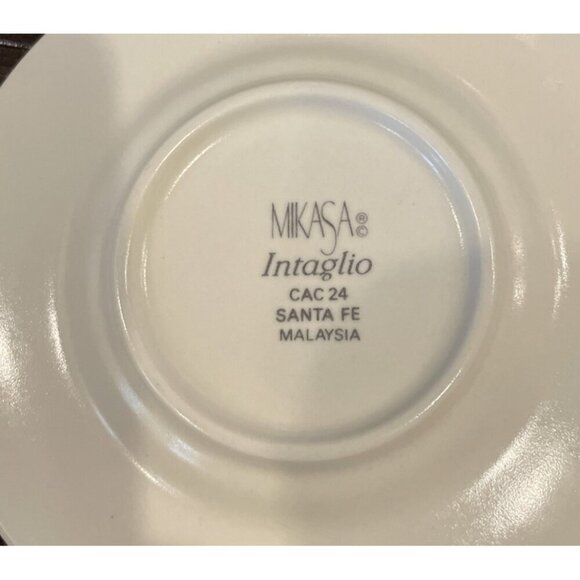 MIKASA®©
Intaglio
CAC 24
SANTA FE
MALAYSIA